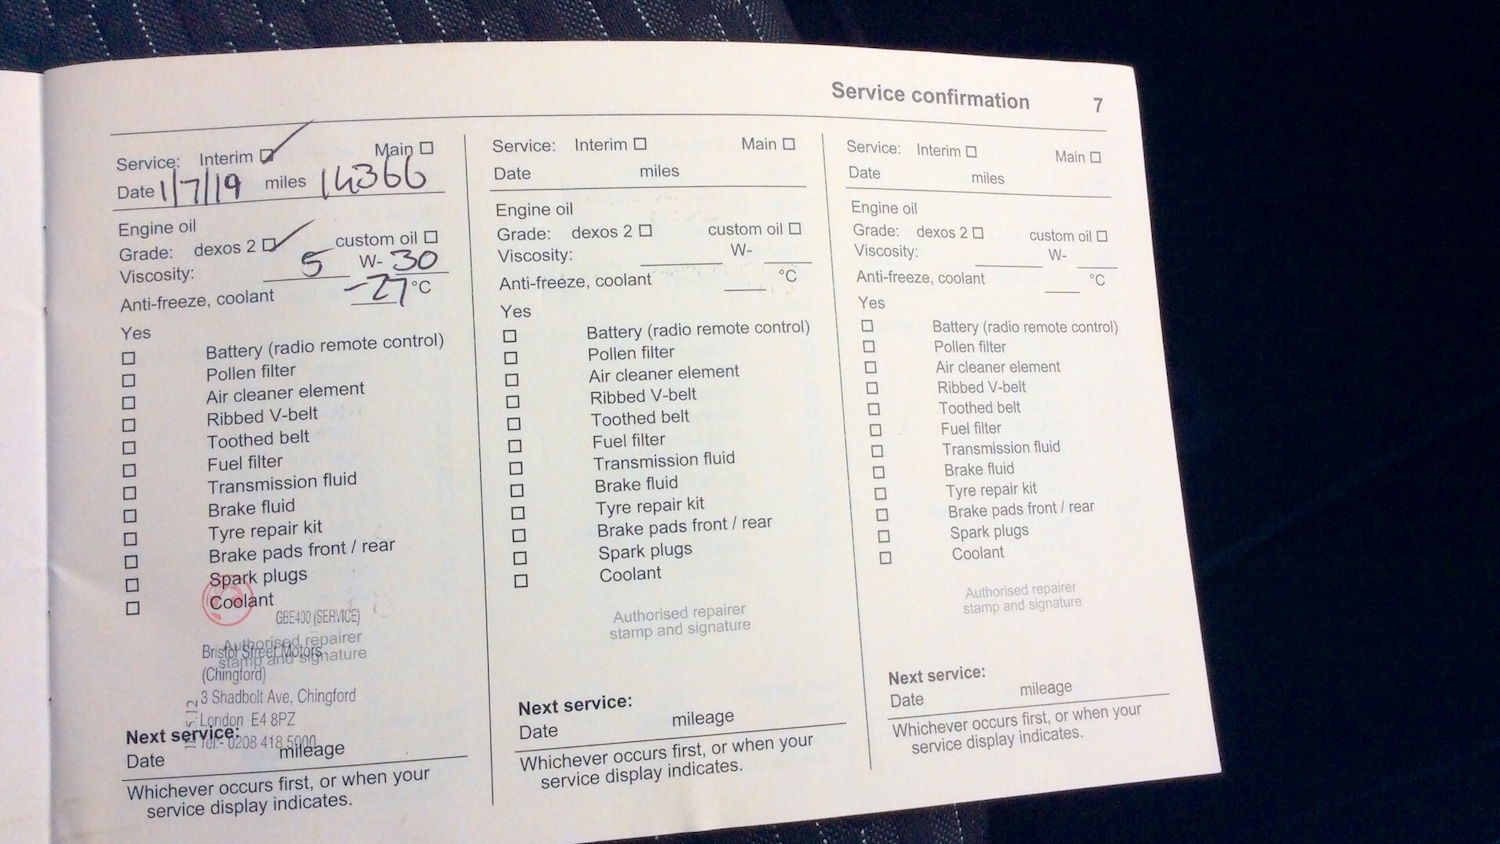 Service confirmation 7
Service: Interim ☑ Main ☐
Date 1/7/19 miles 14366
Engine oil
Grade: dexos 2 ☑ custom oil ☐
Viscosity: 5 W- 30
Anti-freeze, coolant -27 °C
Yes
☐ Battery (radio remote control)
☐ Pollen filter
☐ Air cleaner element
☐ Ribbed V-belt
☐ Toothed belt
☐ Fuel filter
☐ Transmission fluid
☐ Brake fluid
☐ Tyre repair kit
☐ Brake pads front / rear
☐ Spark plugs
☐ Coolant
GBE400 (SERVICE)
Authorised repairer
stamp and signature
Bristol Street Motors
(Chingford)
3 Shadbolt Ave, Chingford
London E4 8PZ
Tel:- 0208 418 5900
Next service:
Date mileage
Whichever occurs first, or when your
service display indicates.
Service: Interim ☐ Main ☐
Date miles
Engine oil
Grade: dexos 2 ☐ custom oil ☐
Viscosity: W-
Anti-freeze, coolant °C
Yes
☐ Battery (radio remote control)
☐ Pollen filter
☐ Air cleaner element
☐ Ribbed V-belt
☐ Toothed belt
☐ Fuel filter
☐ Transmission fluid
☐ Brake fluid
☐ Tyre repair kit
☐ Brake pads front / rear
☐ Spark plugs
☐ Coolant
Authorised repairer
stamp and signature
Next service:
Date mileage
Whichever occurs first, or when your
service display indicates.
Service: Interim ☐ Main ☐
Date miles
Engine oil
Grade: dexos 2 ☐ custom oil ☐
Viscosity: W-
Anti-freeze, coolant °C
Yes
☐ Battery (radio remote control)
☐ Pollen filter
☐ Air cleaner element
☐ Ribbed V-belt
☐ Toothed belt
☐ Fuel filter
☐ Transmission fluid
☐ Brake fluid
☐ Tyre repair kit
☐ Brake pads front / rear
☐ Spark plugs
☐ Coolant
Authorised repairer
stamp and signature
Next service:
Date mileage
Whichever occurs first, or when your
service display indicates.